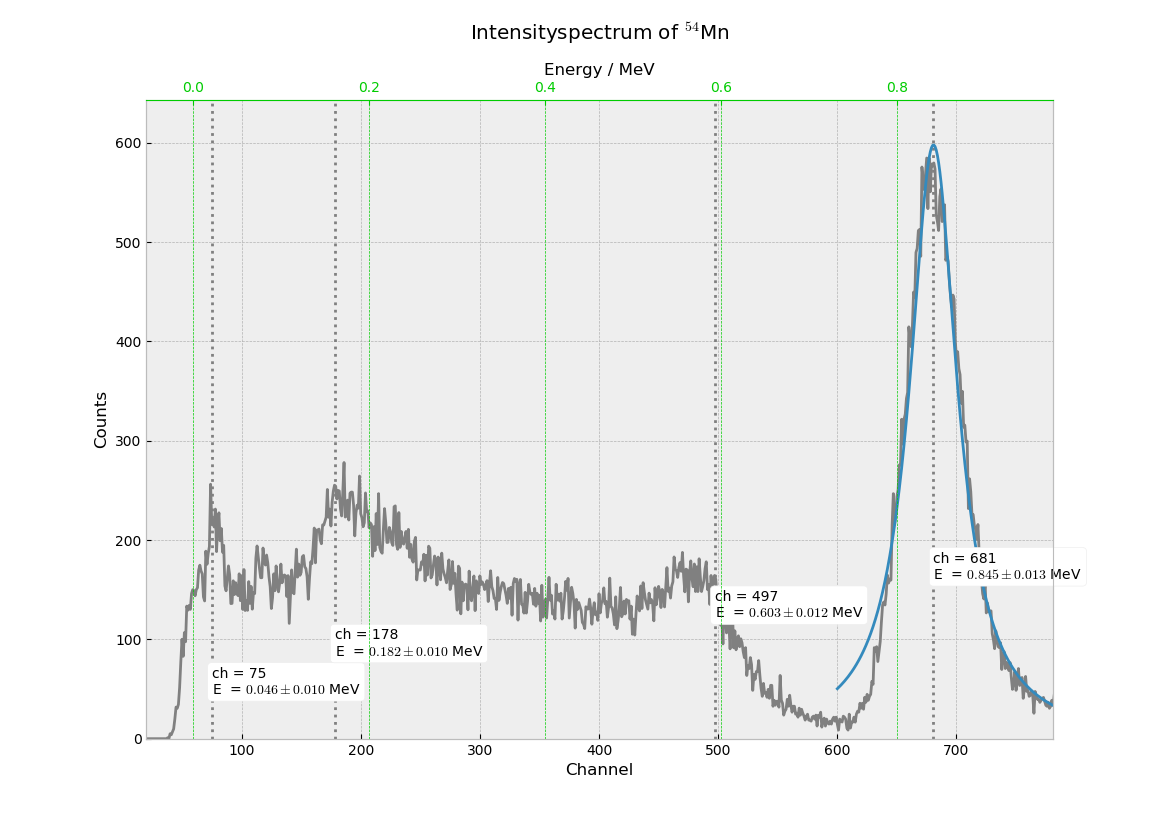 Intensityspectrum of ⁵⁴Mn
Energy / MeV
0.0 0.2 0.4 0.6 0.8
600
500
400
300
200
100
0
Counts
ch = 681
E = 0.845 ± 0.013 MeV
ch = 497
E = 0.603 ± 0.012 MeV
ch = 178
E = 0.182 ± 0.010 MeV
ch = 75
E = 0.046 ± 0.010 MeV
100 200 300 400 500 600 700
Channel